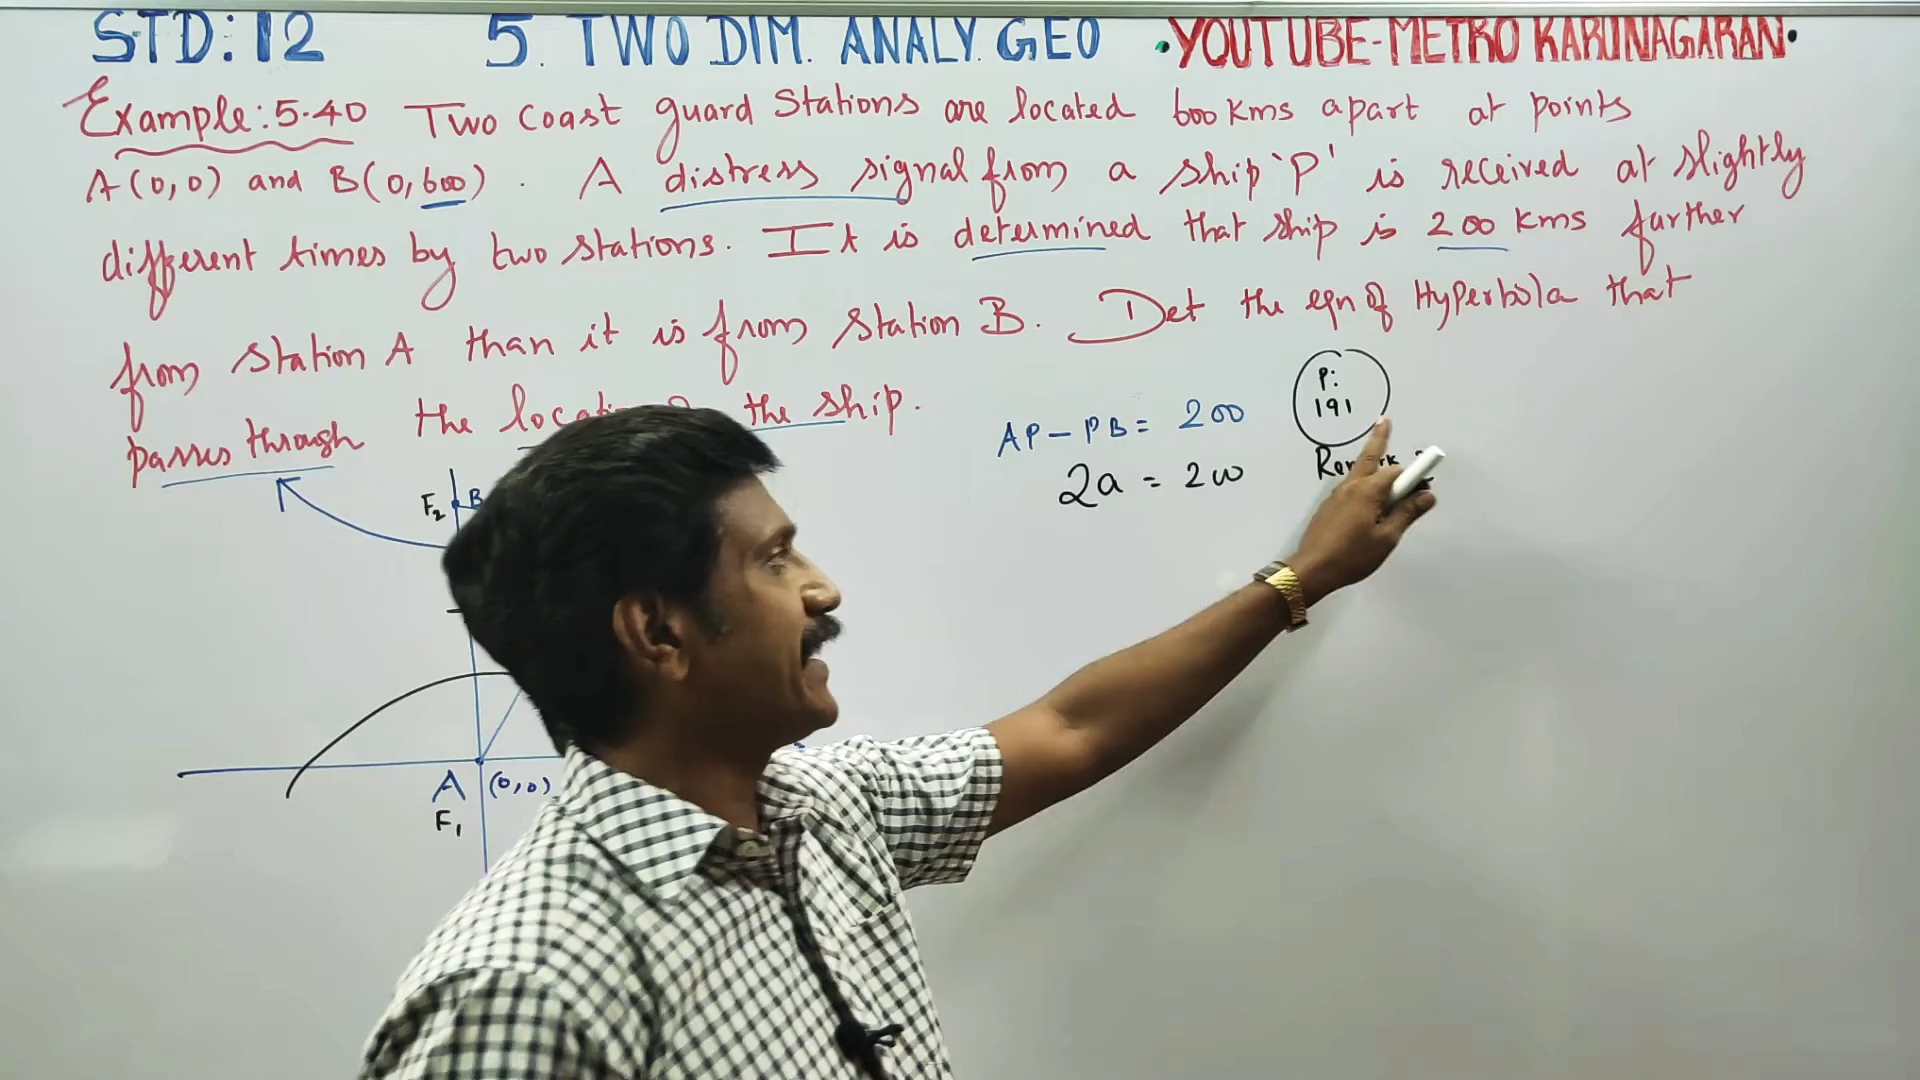 STD: 12 5. TWO DIM. ANALY. GEO • YOUTUBE-METRO KARUNAGARAN •
Example: 5.40 Two Coast guard Stations are located 600 Kms apart at points
A(0,0) and B(0,600). A distress signal from a ship 'P' is received at slightly
different times by two stations. It is determined that ship is 200 Kms farther
from station A than it is from station B. Det the eqn of Hyperbola that
passes through the the ship.
AP - PB = 200
2a = 200
P:
191
F2 B
A (0,0)
F1